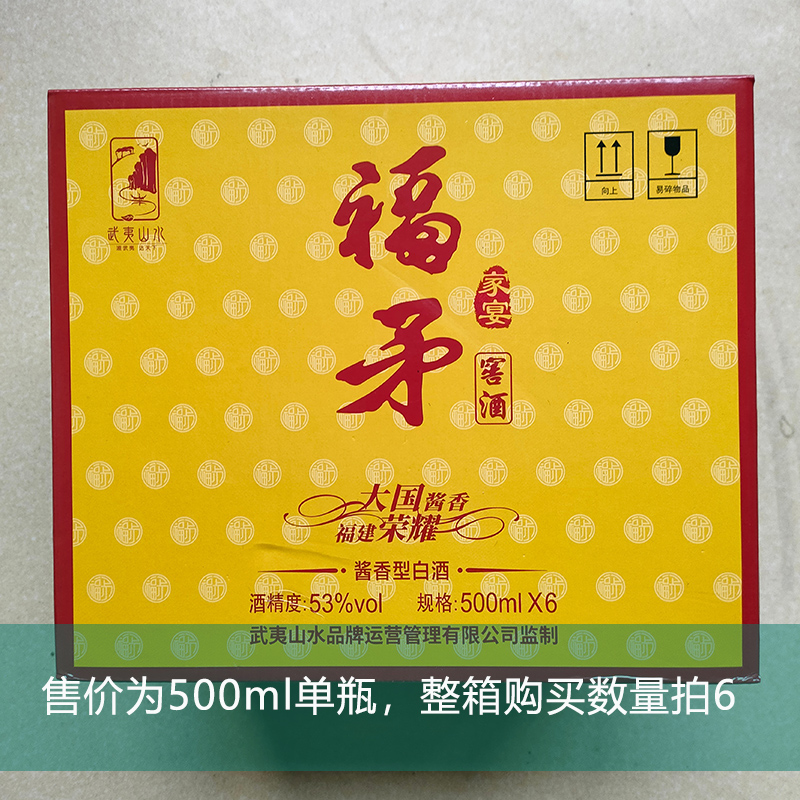 武夷山水
福矛
家宴
窖酒
向上
易碎物品
大国酱香
福建荣耀
酱香型白酒
酒精度:53%vol 规格:500ml X6
武夷山水品牌运营管理有限公司监制
售价为500ml单瓶，整箱购买数量拍6